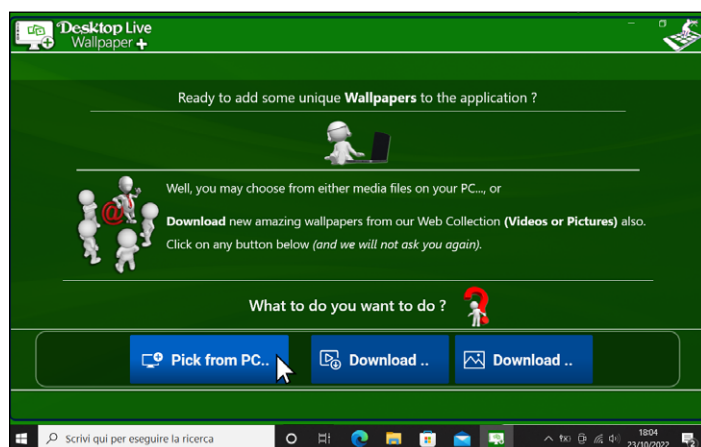 Desktop Live
Wallpaper +
Ready to add some unique Wallpapers to the application ?
Well, you may choose from either media files on your PC..., or
@
Download new amazing wallpapers from our Web Collection (Videos or Pictures) also.
Click on any button below (and we will not ask you again).
What to do you want to do ?
?
Pick from PC..
Download ..
Download ..
Scrivi qui per eseguire la ricerca
18:04
23/10/2022
2